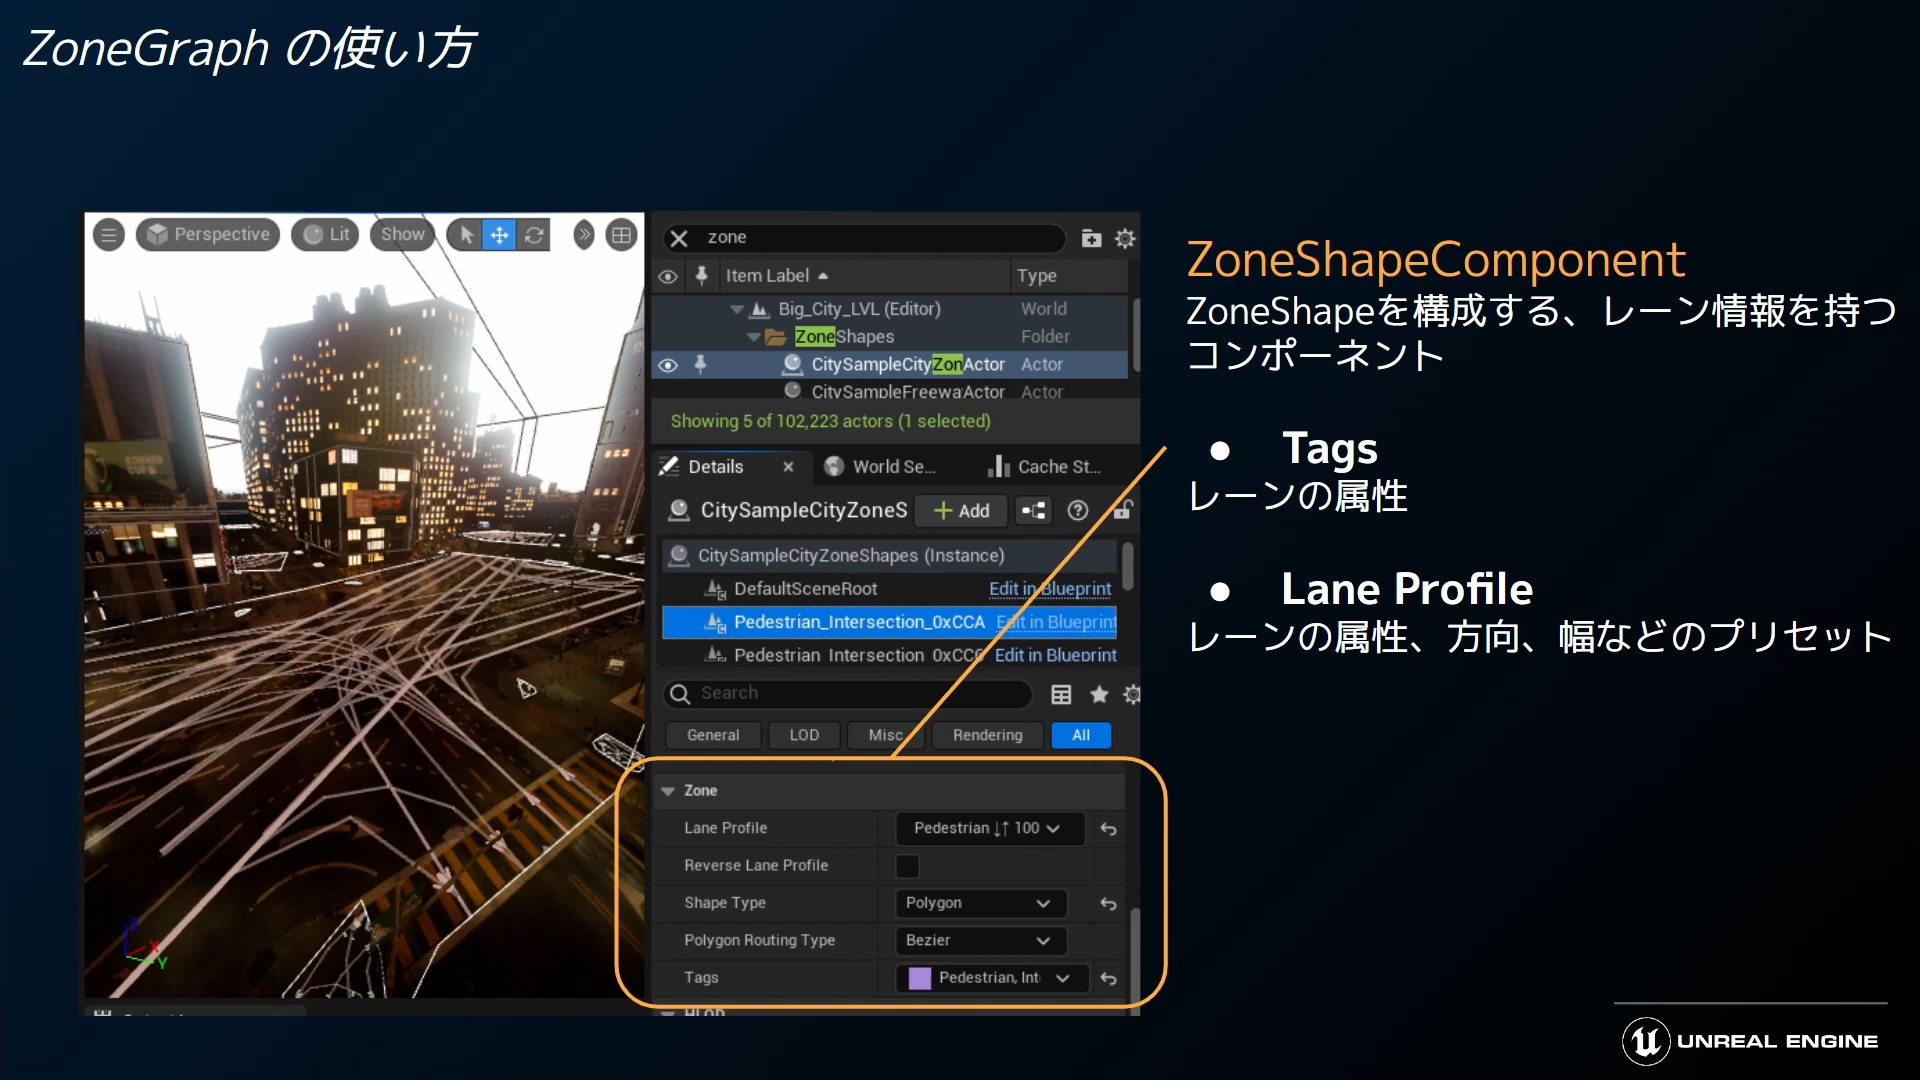 ZoneGraph の使い方
Perspective
Lit
Show
zone
Item Label
Type
Big_City_LVL (Editor)
World
ZoneShapes
Folder
CitySampleCityZonActor
Actor
CitySampleFreewaActor
Actor
Showing 5 of 102,223 actors (1 selected)
Details
World Se...
Cache St...
CitySampleCityZoneS
Add
CitySampleCityZoneShapes (Instance)
DefaultSceneRoot
Edit in Blueprint
Pedestrian_Intersection_0xCCA
Edit in Blueprint
Pedestrian Intersection 0xCC0
Edit in Blueprint
Search
General
LOD
Misc
Rendering
All
Zone
Lane Profile
Pedestrian ↓↑ 100
Reverse Lane Profile
Shape Type
Polygon
Polygon Routing Type
Bezier
Tags
Pedestrian, Int
HLOD
X
Y
Z
ZoneShapeComponent
ZoneShapeを構成する、レーン情報を持つ
コンポーネント
● Tags
レーンの属性
● Lane Profile
レーンの属性、方向、幅などのプリセット
UNREAL ENGINE